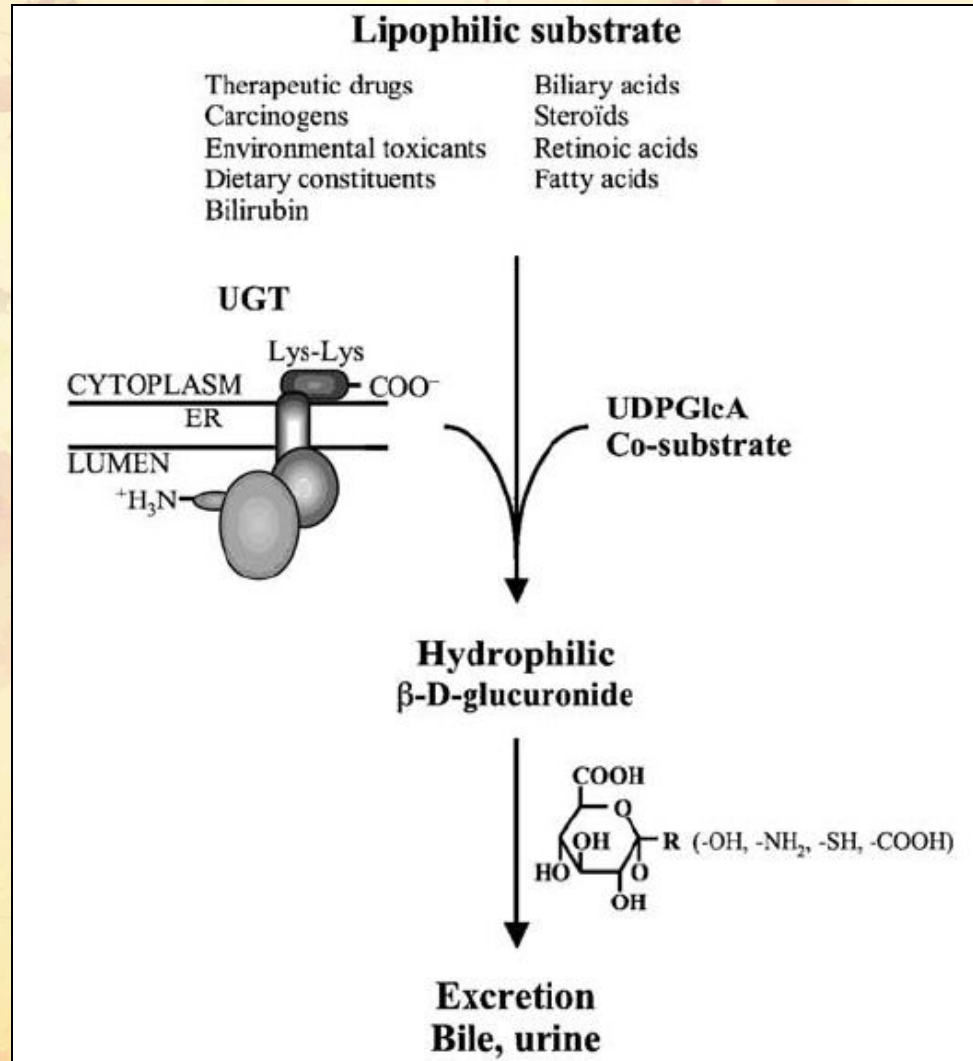 Lipophilic substrate
Therapeutic drugs
Carcinogens
Environmental toxicants
Dietary constituents
Bilirubin
Biliary acids
Steroïds
Retinoic acids
Fatty acids
UGT
Lys-Lys
CYTOPLASM
COO⁻
ER
LUMEN
⁺H₃N
UDPGlcA
Co-substrate
Hydrophilic
β-D-glucuronide
COOH
O
OH
R (-OH, -NH₂, -SH, -COOH)
HO
O
OH
Excretion
Bile, urine